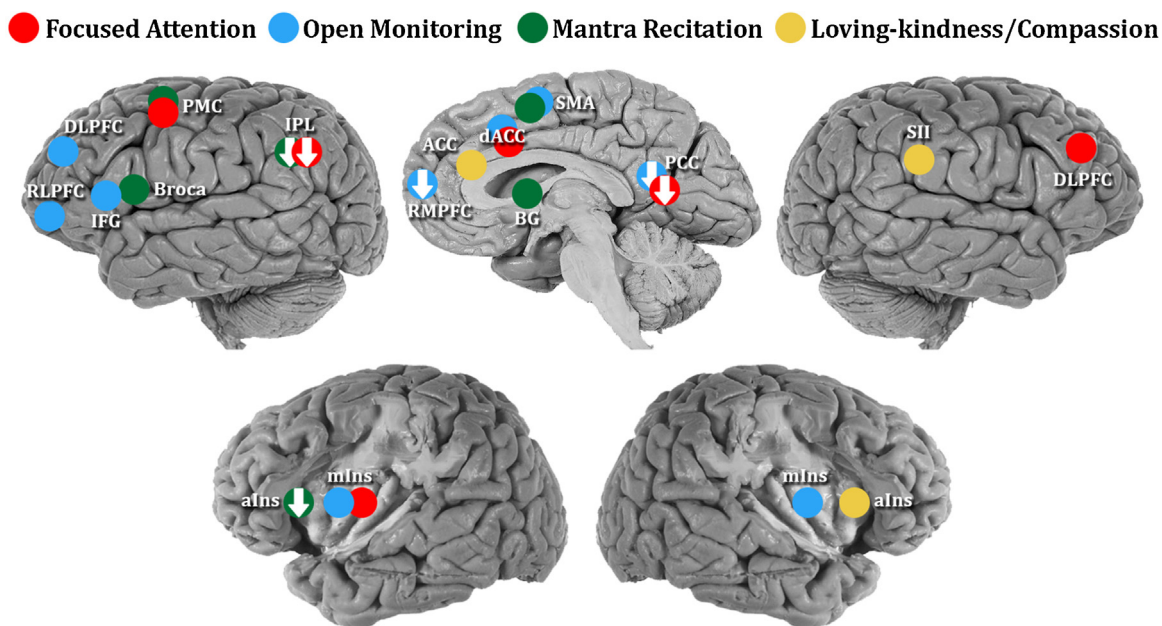 Focused Attention Open Monitoring Mantra Recitation Loving-kindness/Compassion
PMC
DLPFC
IPL
RLPFC
Broca
IFG
SMA
dACC
ACC
PCC
RMPFC
BG
SII
DLPFC
mIns
aIns
mIns
aIns